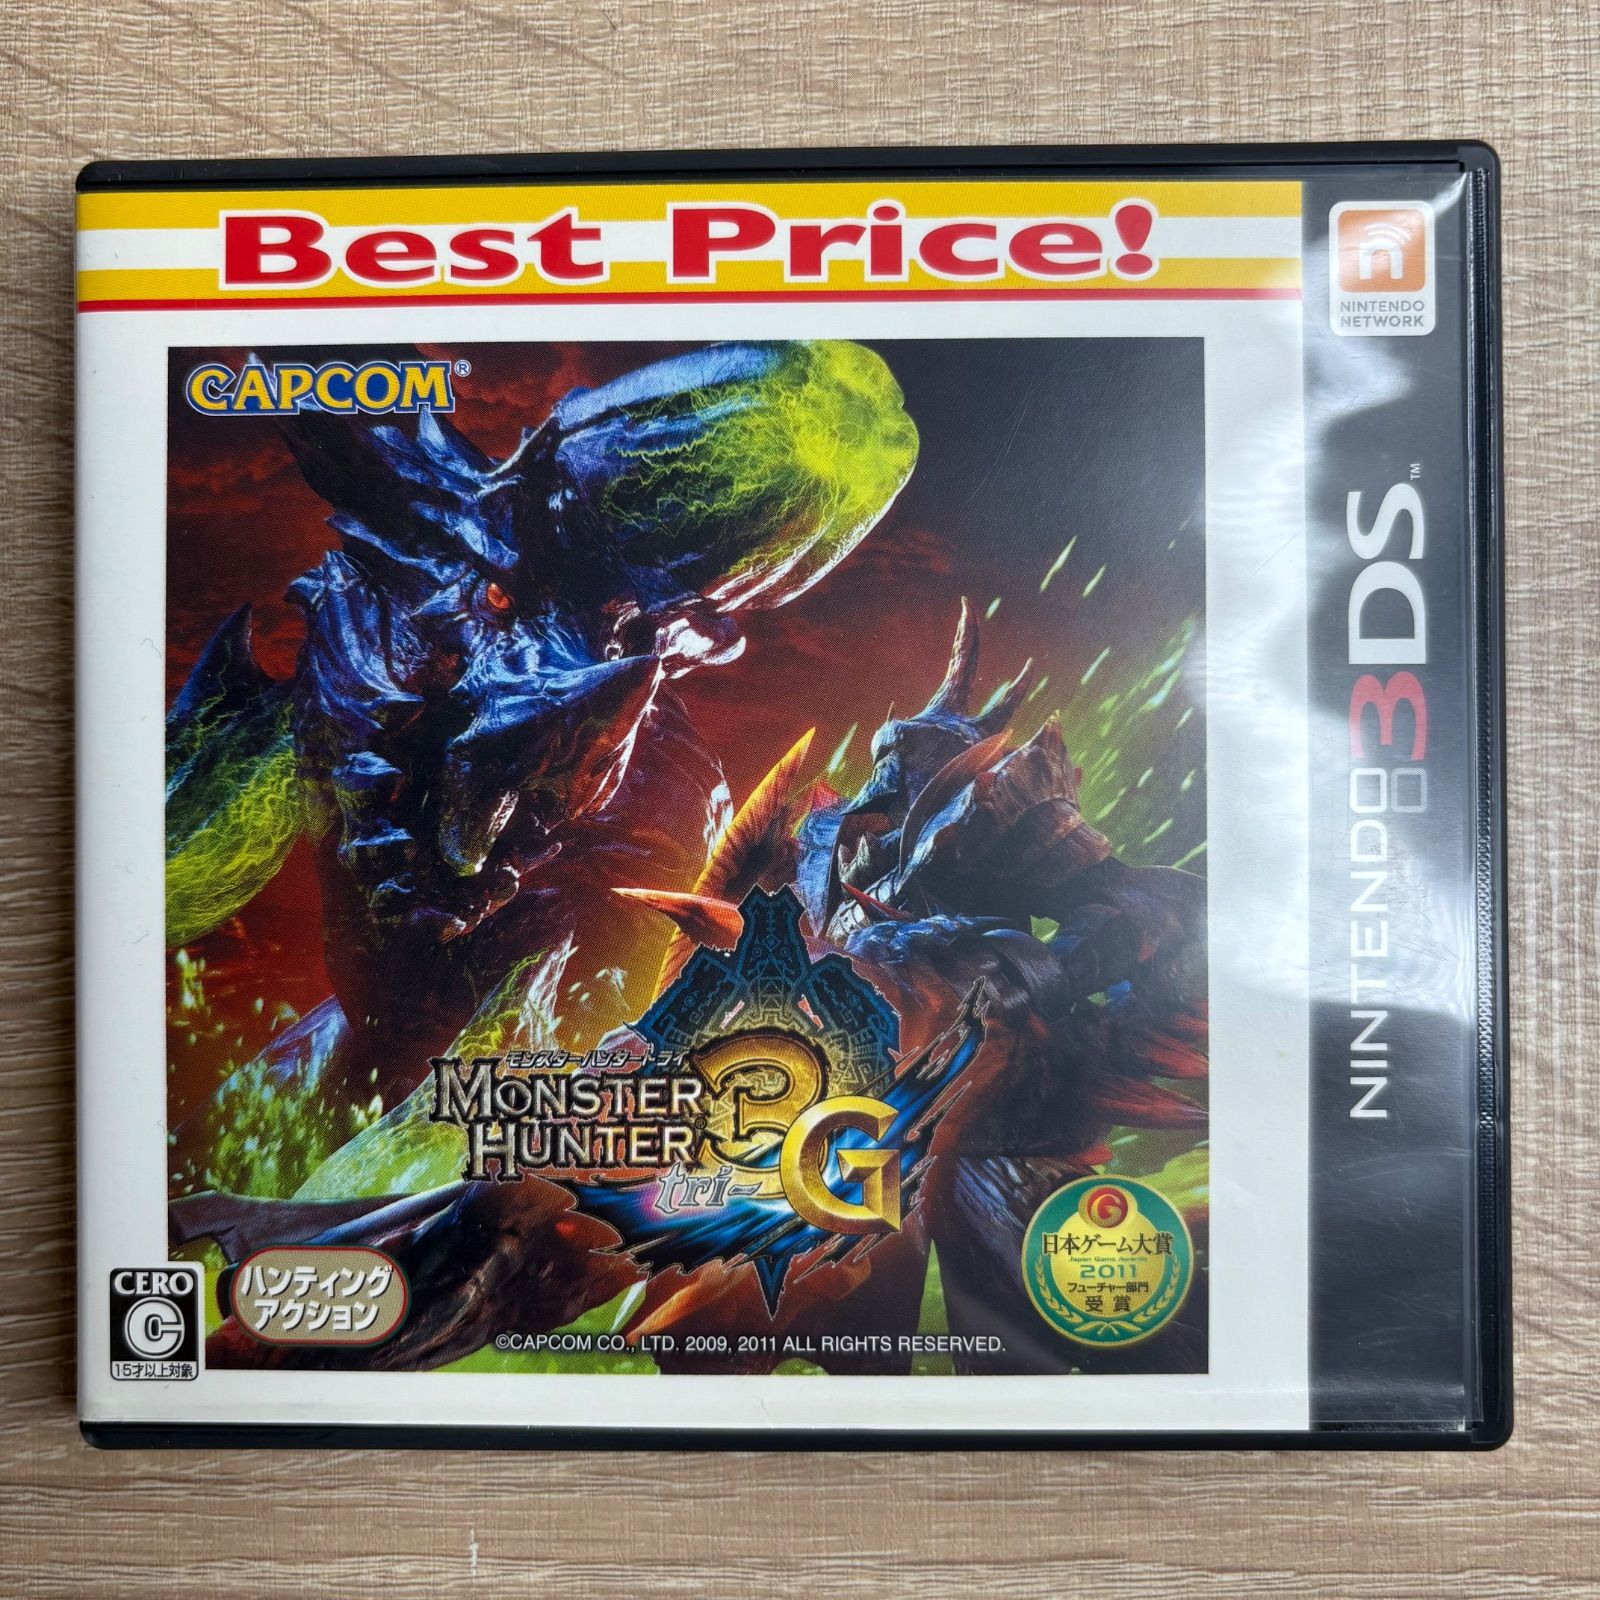 Best Price!
CAPCOM®
NINTENDO
NETWORK
NINTENDO 3DS™
モンスターハンタートライ
MONSTER
HUNTER® 3G
tri-
日本ゲーム大賞
Japan Game Awards
2011
フューチャー部門
受賞
CERO
C
15才以上対象
ハンティング
アクション
©CAPCOM CO., LTD. 2009, 2011 ALL RIGHTS RESERVED.